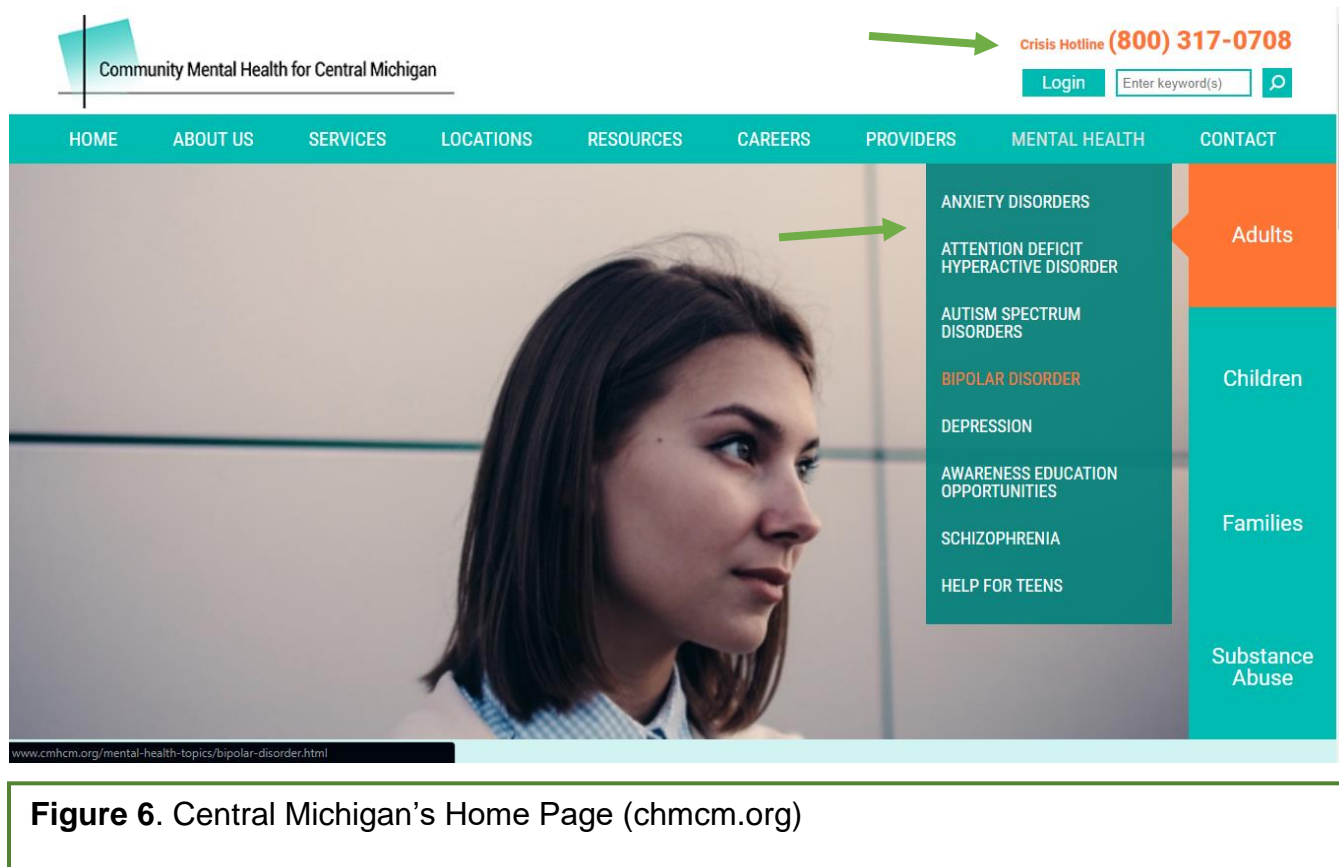 Community Mental Health for Central Michigan
Crisis Hotline (800) 317-0708
Login
Enter keyword(s)
HOME ABOUT US SERVICES LOCATIONS RESOURCES CAREERS PROVIDERS MENTAL HEALTH CONTACT
ANXIETY DISORDERS
ATTENTION DEFICIT
HYPERACTIVE DISORDER
AUTISM SPECTRUM
DISORDERS
BIPOLAR DISORDER
DEPRESSION
AWARENESS EDUCATION
OPPORTUNITIES
SCHIZOPHRENIA
HELP FOR TEENS
Adults
Children
Families
Substance
Abuse
www.cmhcm.org/mental-health-topics/bipolar-disorder.html
Figure 6. Central Michigan’s Home Page (chmcm.org)